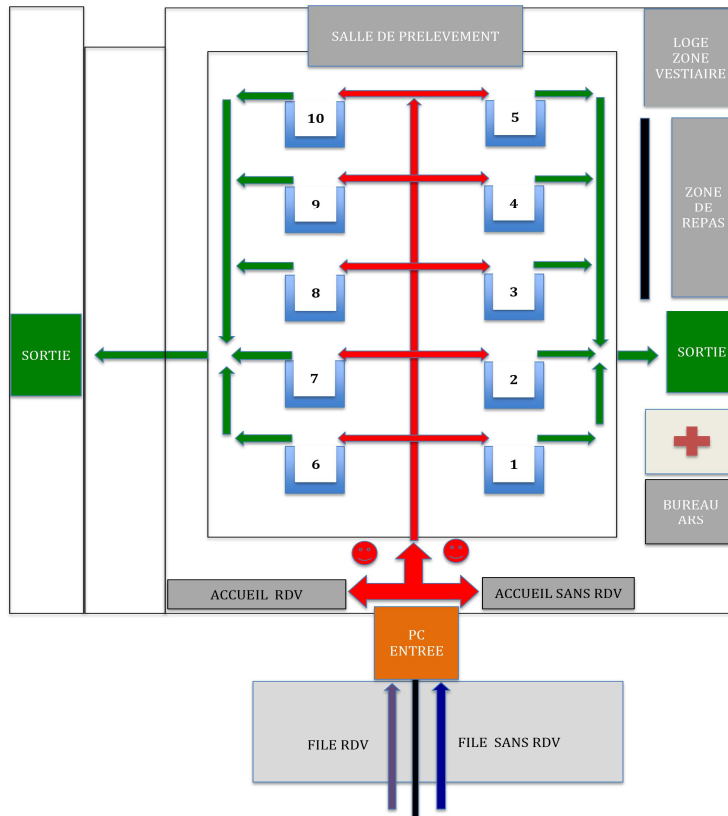 SALLE DE PRELEVEMENT
LOGE
ZONE
VESTIAIRE
10
5
9
4
ZONE
DE
REPAS
8
3
SORTIE
7
2
SORTIE
6
1
BUREAU
ARS
ACCUEIL RDV
ACCUEIL SANS RDV
PC
ENTREE
FILE RDV
FILE SANS RDV